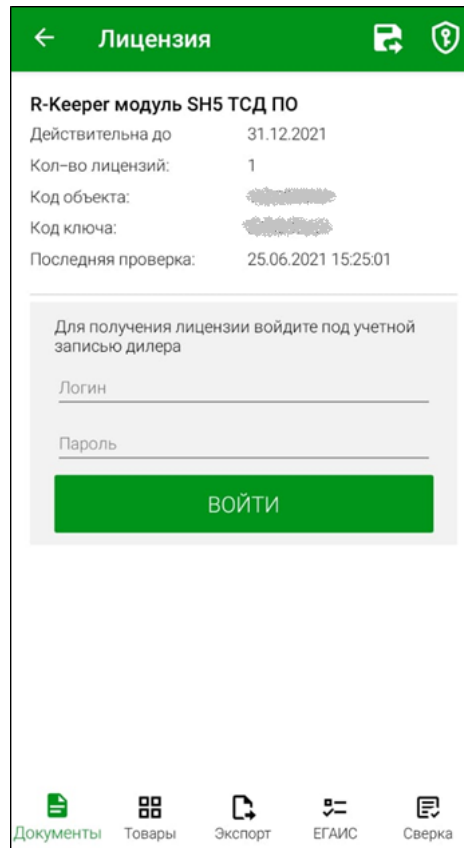 Лицензия
R-Keeper модуль SH5 ТСД ПО
Действительна до 31.12.2021
Кол-во лицензий: 1
Код объекта:
Код ключа:
Последняя проверка: 25.06.2021 15:25:01
Для получения лицензии войдите под учетной
записью дилера
Логин
Пароль
ВОЙТИ
Документы Товары Экспорт ЕГАИС Сверка